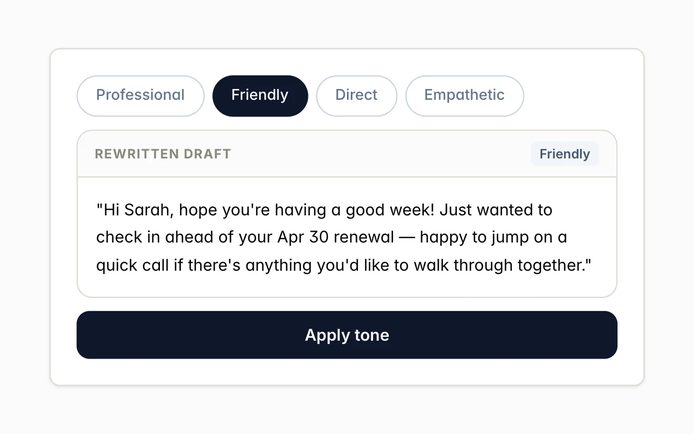 Professional Friendly Direct Empathetic
REWRITTEN DRAFT Friendly
"Hi Sarah, hope you're having a good week! Just wanted to
check in ahead of your Apr 30 renewal — happy to jump on a
quick call if there's anything you'd like to walk through together."
Apply tone